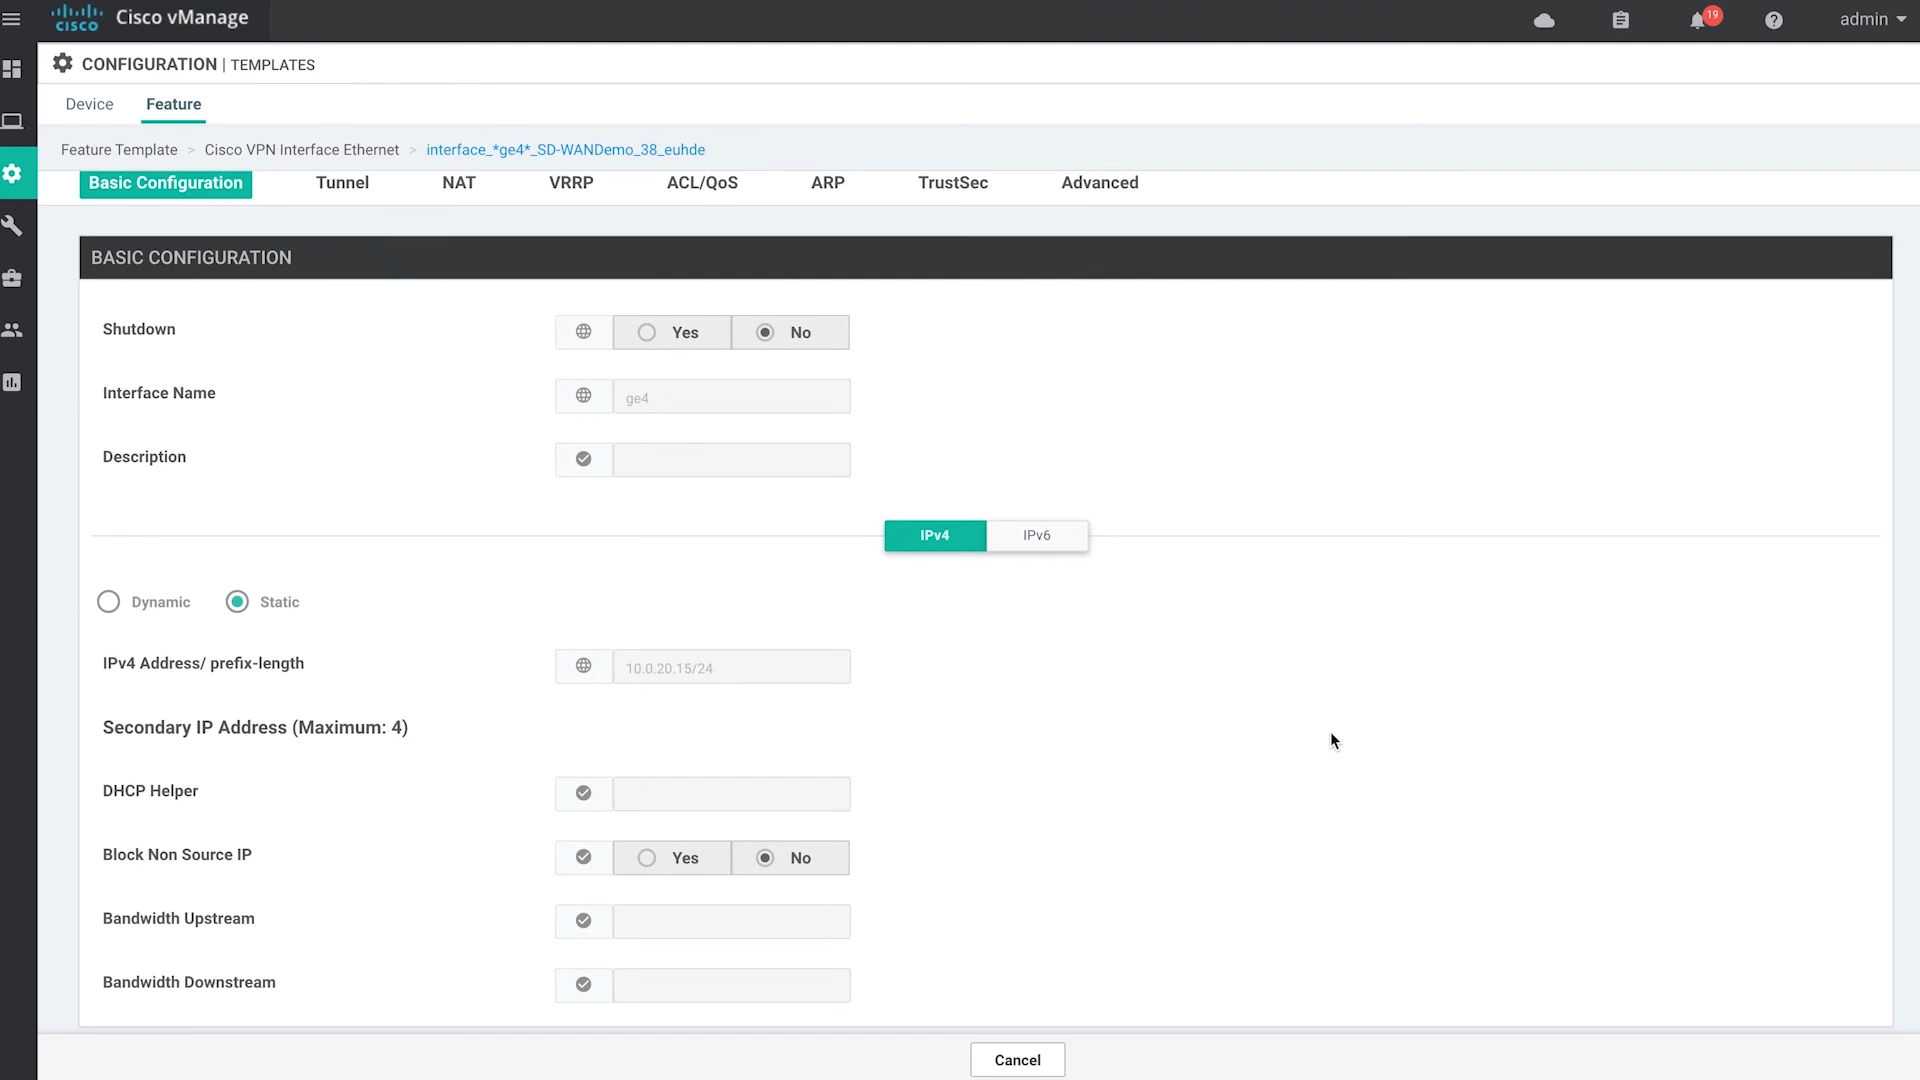 cisco Cisco vManage 19 admin
CONFIGURATION | TEMPLATES
Device Feature
Feature Template > Cisco VPN Interface Ethernet > interface_*ge4*_SD-WANDemo_38_euhde
Basic Configuration Tunnel NAT VRRP ACL/QoS ARP TrustSec Advanced
BASIC CONFIGURATION
Shutdown Yes No
Interface Name ge4
Description
IPv4 IPv6
Dynamic Static
IPv4 Address/ prefix-length 10.0.20.15/24
Secondary IP Address (Maximum: 4)
DHCP Helper
Block Non Source IP Yes No
Bandwidth Upstream
Bandwidth Downstream
Cancel